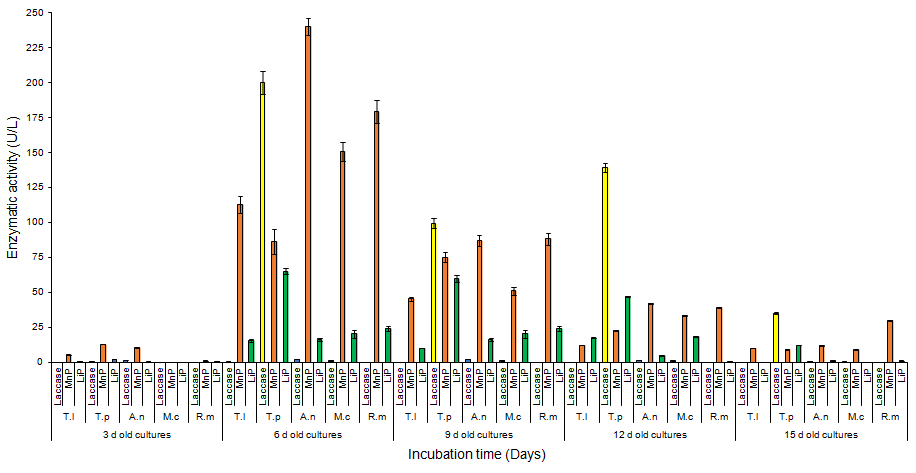 Enzymatic activity (U/L)
250
225
200
175
150
125
100
75
50
25
0
Laccase MnP LiP Laccase MnP LiP Laccase MnP LiP Laccase MnP LiP Laccase MnP LiP Laccase MnP LiP Laccase MnP LiP Laccase MnP LiP Laccase MnP LiP Laccase MnP LiP Laccase MnP LiP Laccase MnP LiP Laccase MnP LiP Laccase MnP LiP Laccase MnP LiP Laccase MnP LiP Laccase MnP LiP Laccase MnP LiP Laccase MnP LiP Laccase MnP LiP Laccase MnP LiP Laccase MnP LiP Laccase MnP LiP Laccase MnP LiP Laccase MnP LiP
T.l T.p A.n M.c R.m T.l T.p A.n M.c R.m T.l T.p A.n M.c R.m T.l T.p A.n M.c R.m T.l T.p A.n M.c R.m
3 d old cultures 6 d old cultures 9 d old cultures 12 d old cultures 15 d old cultures
Incubation time (Days)